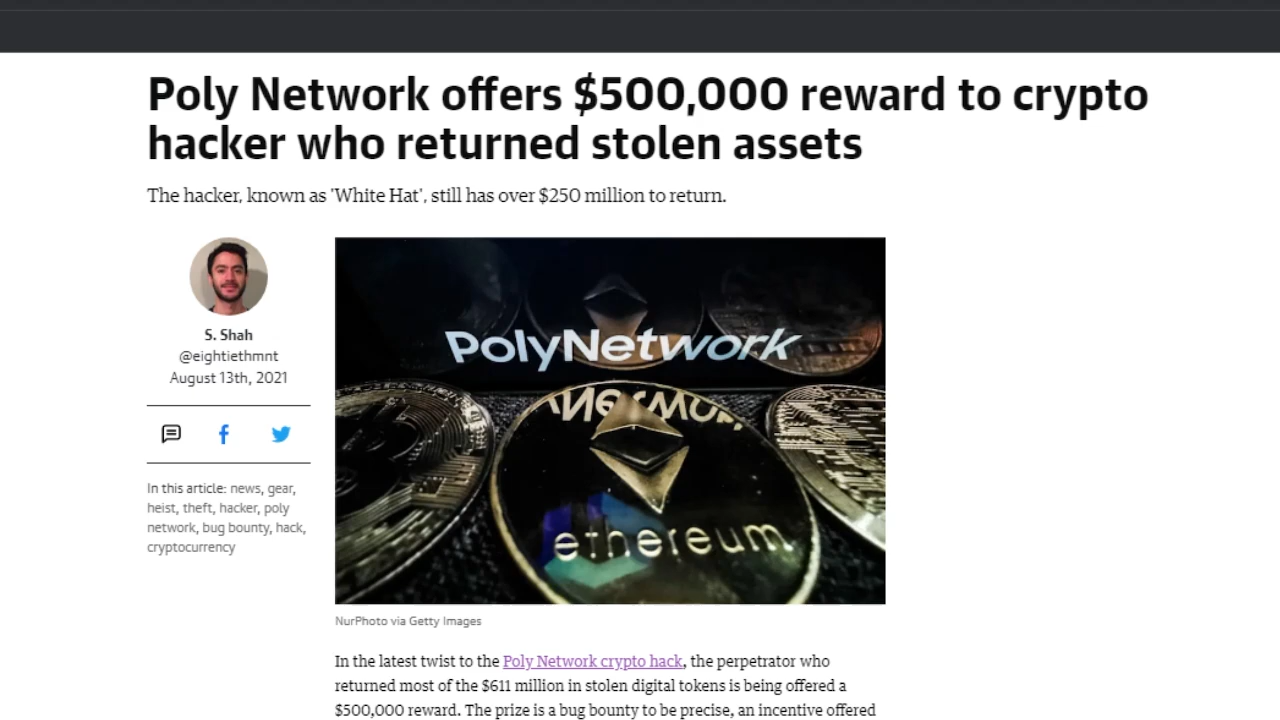 Poly Network offers $500,000 reward to crypto
hacker who returned stolen assets
The hacker, known as 'White Hat', still has over $250 million to return.
S. Shah
@eightiethmnt
August 13th, 2021
In this article: news, gear,
heist, theft, hacker, poly
network, bug bounty, hack,
cryptocurrency
PolyNetwork
ethereum
NurPhoto via Getty Images
In the latest twist to the Poly Network crypto hack, the perpetrator who
returned most of the $611 million in stolen digital tokens is being offered a
$500,000 reward. The prize is a bug bounty to be precise, an incentive offered